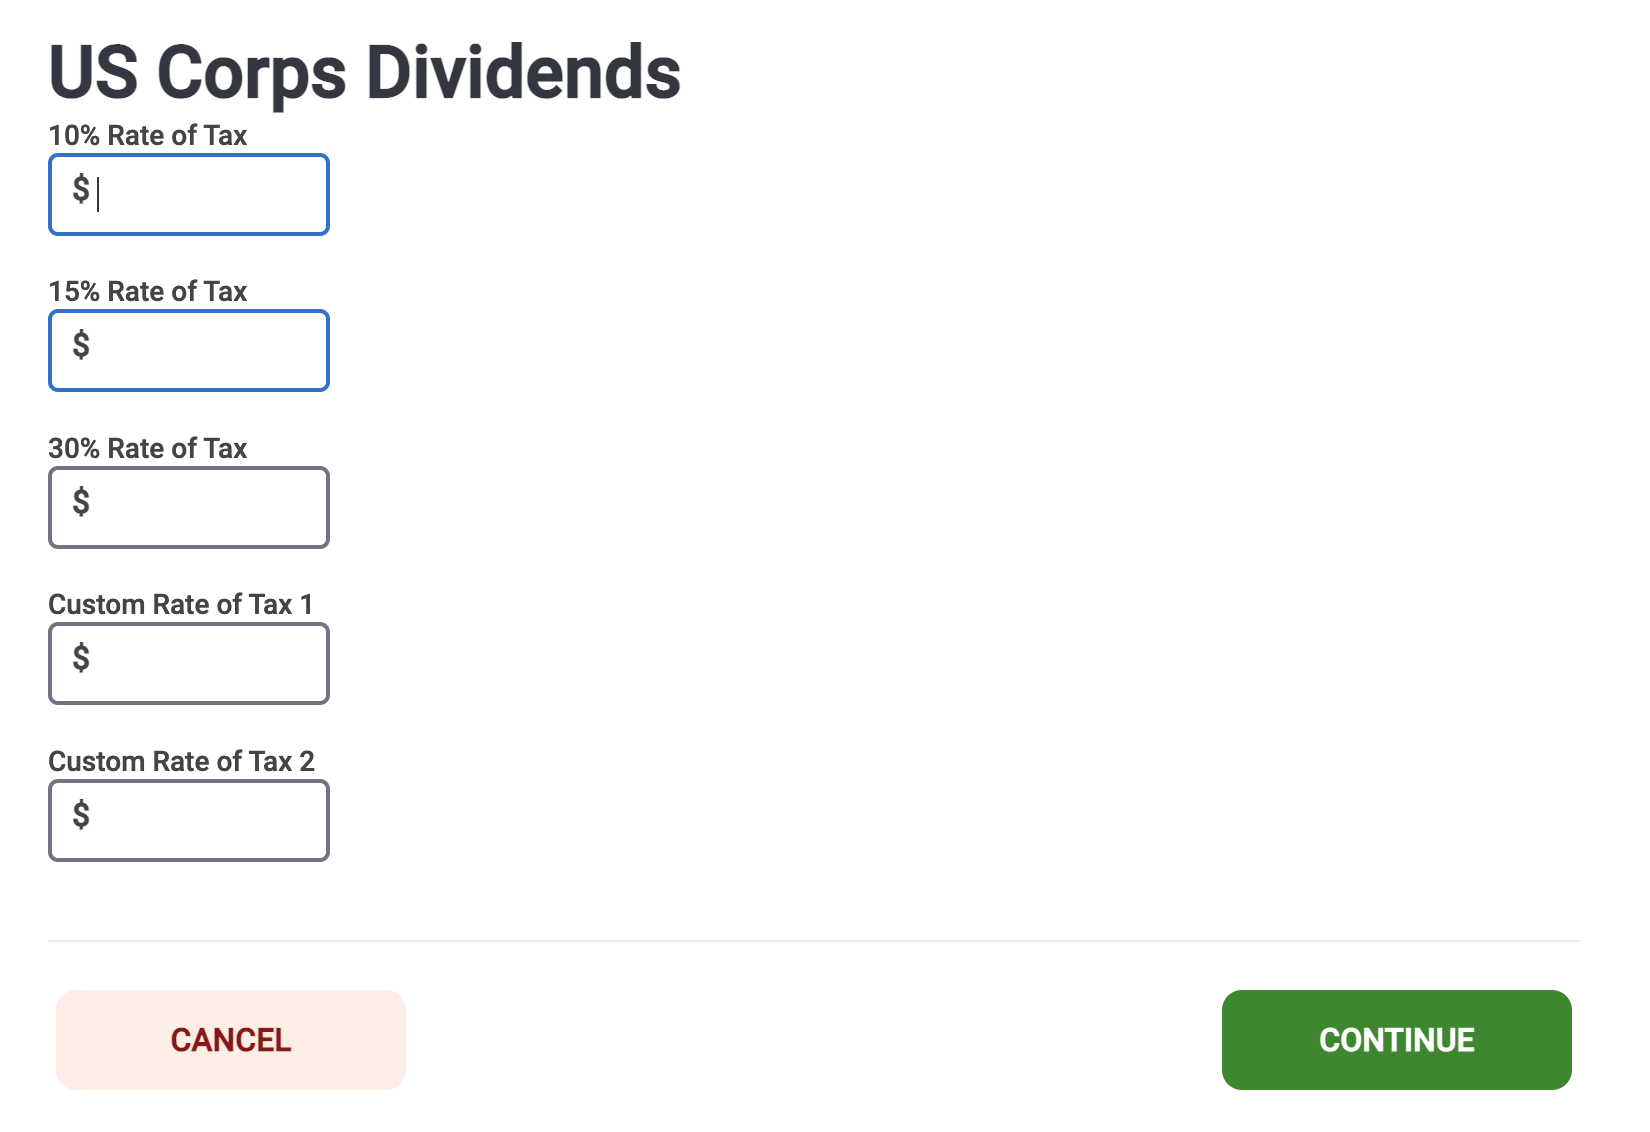 US Corps Dividends
10% Rate of Tax
$
15% Rate of Tax
$
30% Rate of Tax
$
Custom Rate of Tax 1
$
Custom Rate of Tax 2
$
CANCEL
CONTINUE